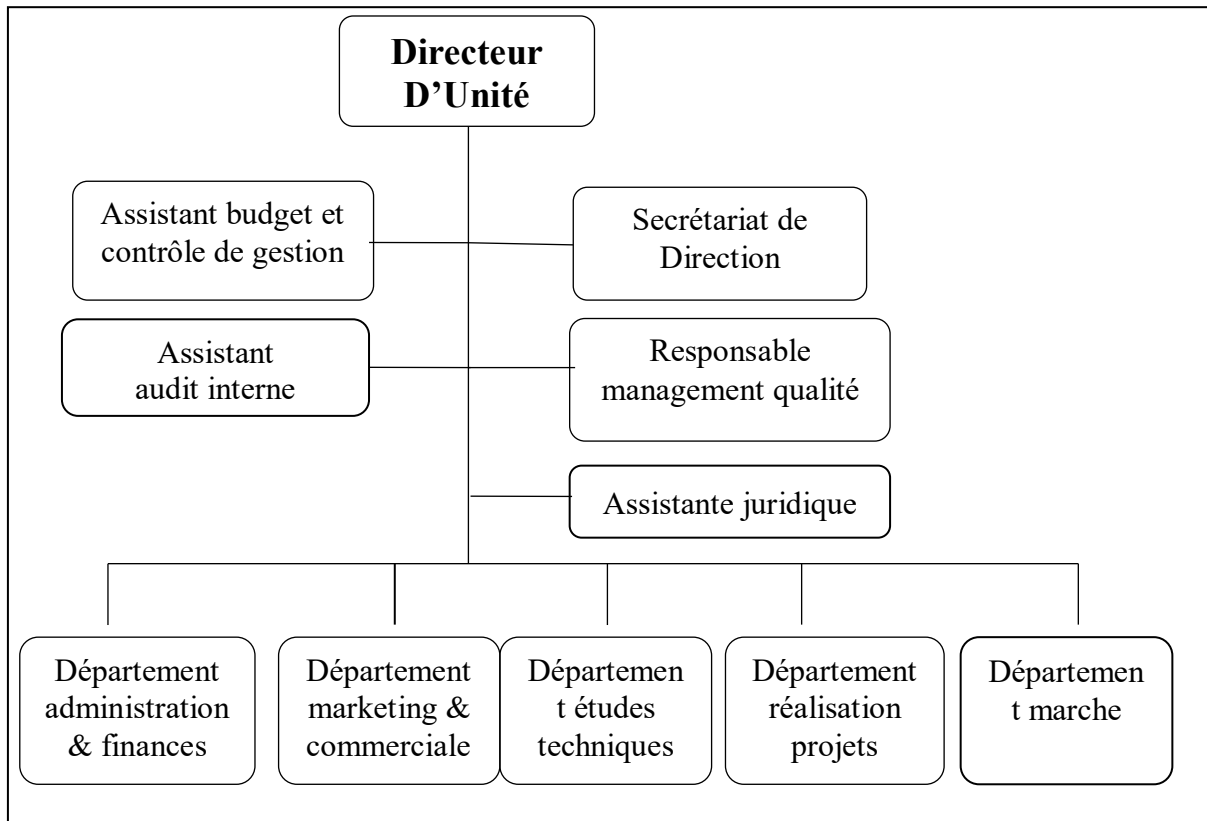 Directeur
D’Unité
Assistant budget et
contrôle de gestion
Secrétariat de
Direction
Assistant
audit interne
Responsable
management qualité
Assistante juridique
Département
administration
& finances
Département
marketing &
commerciale
Départemen
t études
techniques
Département
réalisation
projets
Départemen
t marche